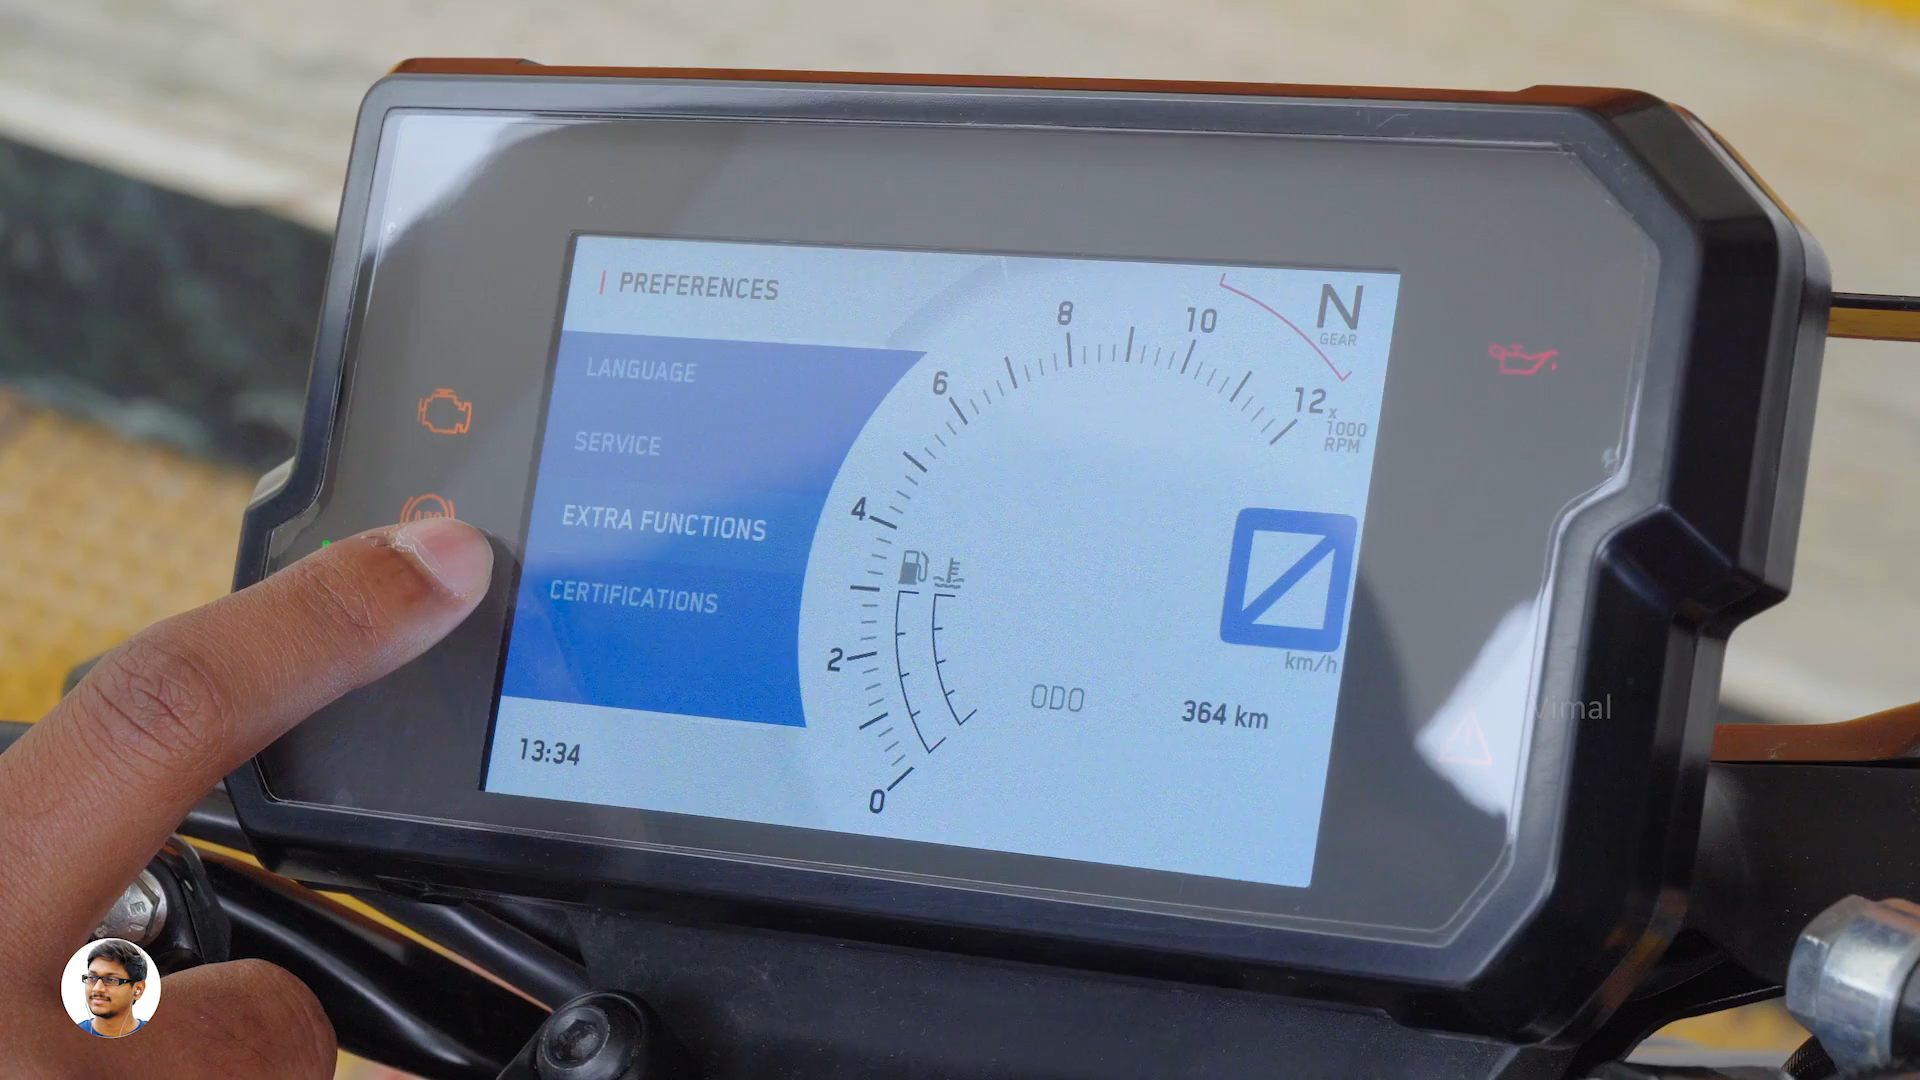 PREFERENCES
LANGUAGE
SERVICE
EXTRA FUNCTIONS
CERTIFICATIONS
13:34
0
2
4
6
8
10
12
x
1000
RPM
N
GEAR
km/h
ODO
364 km
ABS
Vimal